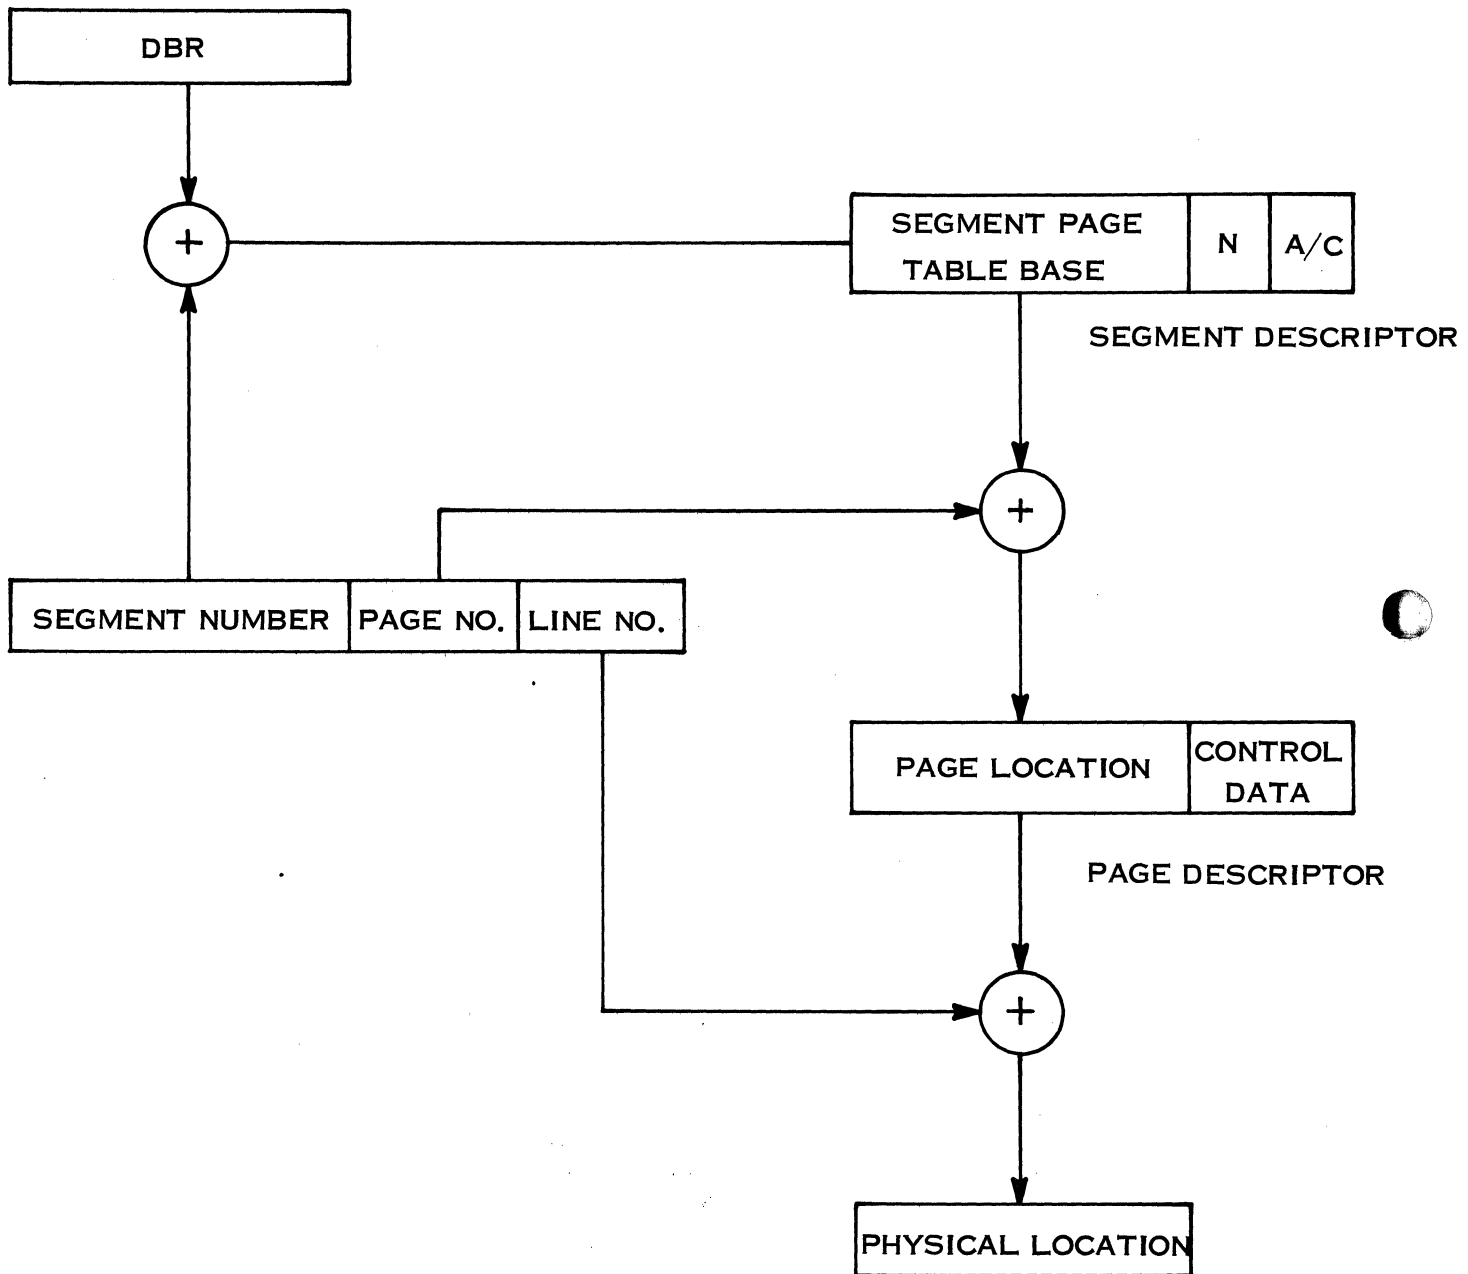 DBR
+
SEGMENT PAGE
TABLE BASE
N
A/C
SEGMENT DESCRIPTOR
+
SEGMENT NUMBER
PAGE NO.
LINE NO.
PAGE LOCATION
CONTROL
DATA
PAGE DESCRIPTOR
+
PHYSICAL LOCATION